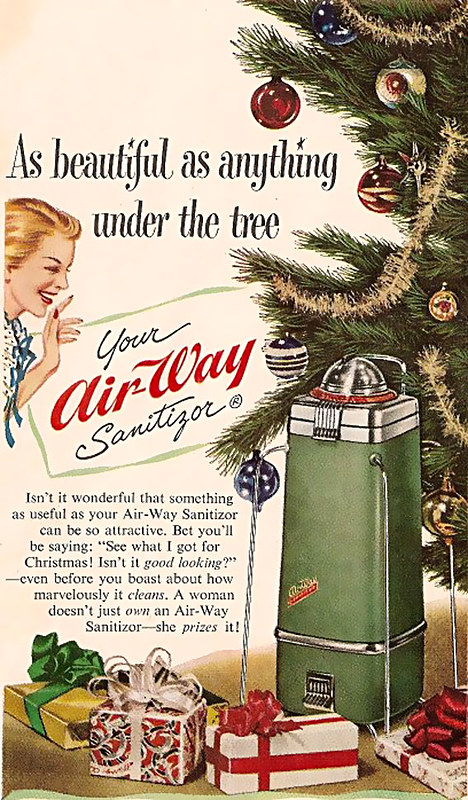 As beautiful as anything
under the tree
Your
Air-Way
Sanitizor®
Isn't it wonderful that something
as useful as your Air-Way Sanitizor
can be so attractive. Bet you'll
be saying: "See what I got for
Christmas! Isn't it good looking?"
—even before you boast about how
marvelously it cleans. A woman
doesn't just own an Air-Way
Sanitizor—she prizes it!
Air-Way